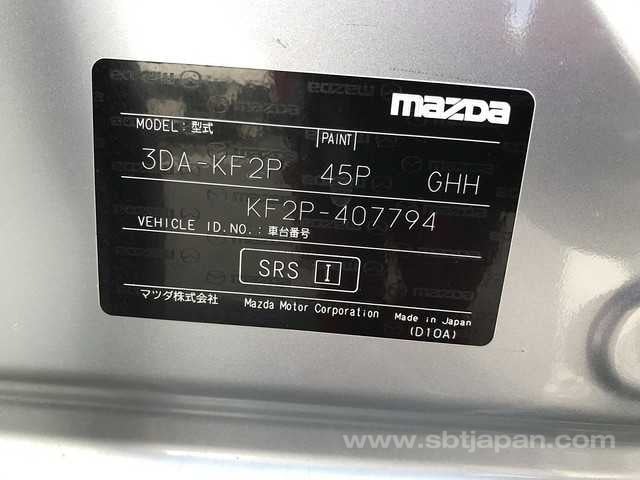 mazda
MODEL : 型式 PAINT
3DA-KF2P 45P GHH
KF2P-407794
VEHICLE ID.NO. : 車台番号
SRS I
マツダ株式会社 Mazda Motor Corporation Made in Japan
(D10A)
www.sbtjapan.com